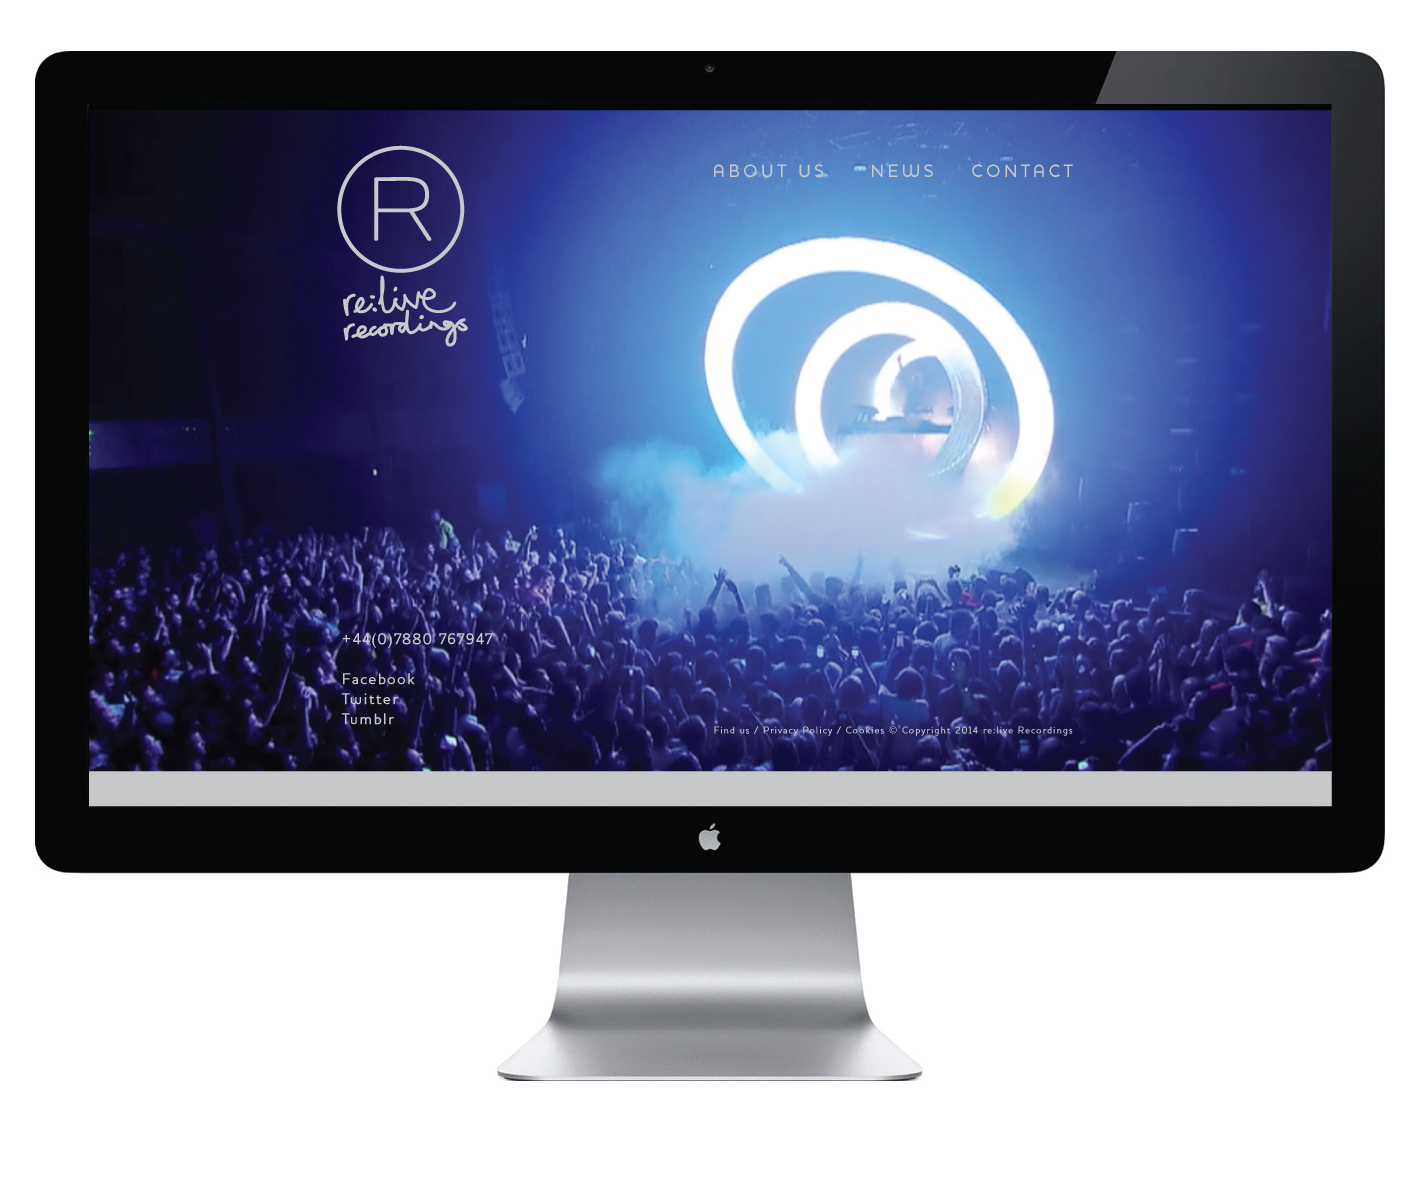 R
re:live
recordings
ABOUT US NEWS CONTACT
+44(0)7880 767947
Facebook
Twitter
Tumblr
Find us / Privacy Policy / Cookies © Copyright 2014 re:live Recordings